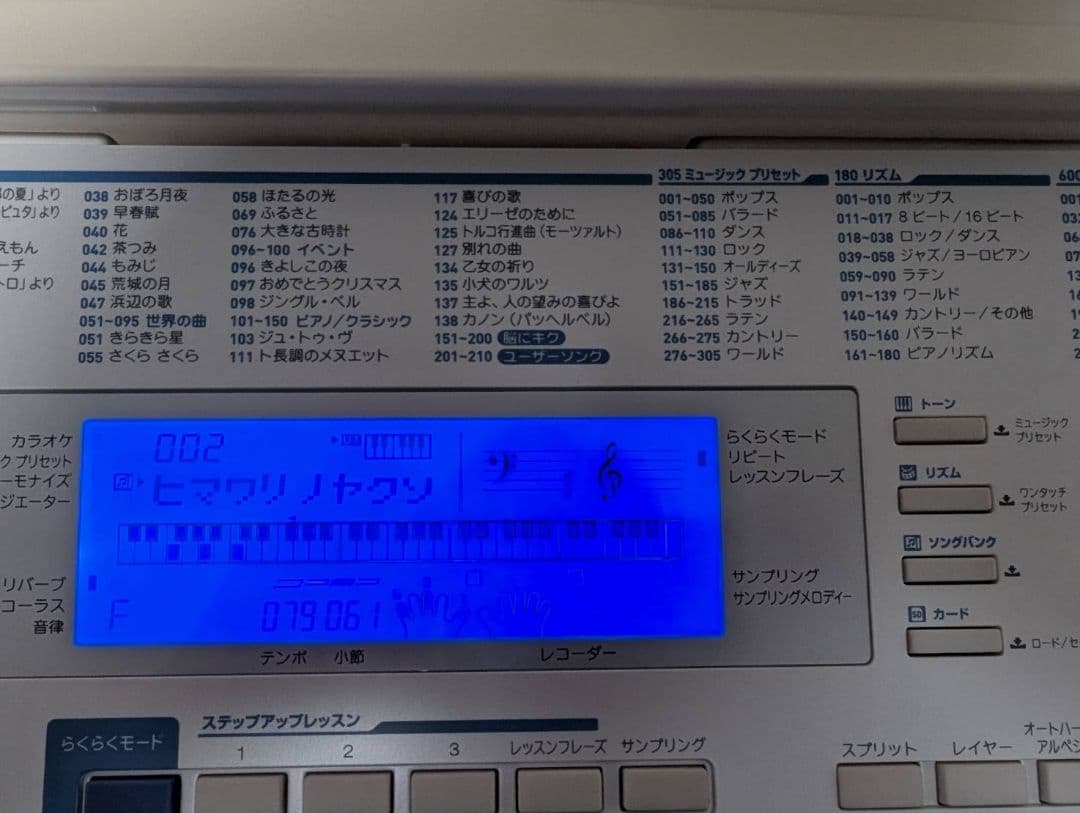 の夏」より
ピュタ」より
えもん
ーチ
トロ」より
038 おぼろ月夜
039 早春賦
040 花
042 茶つみ
044 もみじ
045 荒城の月
047 浜辺の歌
051~095 世界の曲
051 きらきら星
055 さくら さくら
058 ほたるの光
069 ふるさと
076 大きな古時計
096~100 イベント
096 きよしこの夜
097 おめでとうクリスマス
098 ジングル・ベル
101~150 ピアノ/クラシック
103 ジュ・トゥ・ヴ
111 ト長調のメヌエット
117 喜びの歌
124 エリーゼのために
125 トルコ行進曲(モーツァルト)
127 別れの曲
134 乙女の祈り
135 小犬のワルツ
137 主よ、人の望みの喜びよ
138 カノン(パッヘルベル)
151~200 脳にキク
201~210 ユーザーソング
305 ミュージック プリセット
001~050 ポップス
051~085 バラード
086~110 ダンス
111~130 ロック
131~150 オールディーズ
151~185 ジャズ
186~215 トラッド
216~265 ラテン
266~275 カントリー
276~305 ワールド
180 リズム
001~010 ポップス
011~017 8ビート/16ビート
018~038 ロック/ダンス
039~058 ジャズ/ヨーロピアン
059~090 ラテン
091~139 ワールド
140~149 カントリー/その他
150~160 バラード
161~180 ピアノリズム
600
カラオケ
ク プリセット
ーモナイズ
ジエーター
リバーブ
コーラス
音律
002
ヒマワリノヤクソ
F
079 061
テンポ 小節 レコーダー
らくらくモード
リピート
レッスンフレーズ
サンプリング
サンプリングメロディー
トーン
ミュージック
プリセット
リズム
ワンタッチ
プリセット
ソングバンク
カード
ロード/セ
らくらくモード
ステップアップレッスン
1 2 3 レッスンフレーズ サンプリング
スプリット レイヤー
オートハー
アルペジ